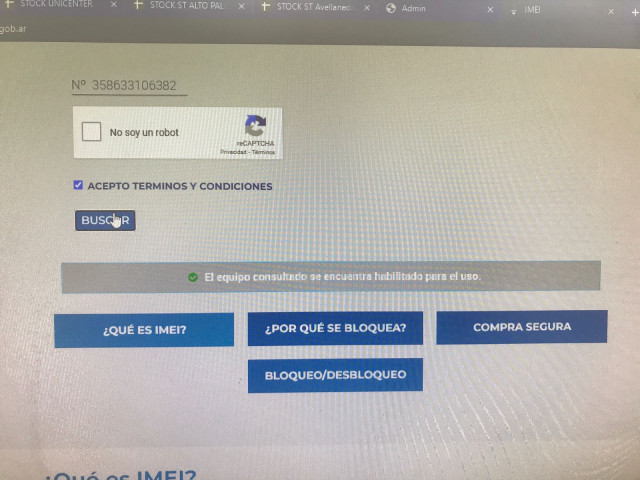 STOCK UNICENTER
STOCK ST ALTO PAL
STOCK ST Avellanec
Admin
IMEI
gob.ar
Nº 358633106382
No soy un robot
reCAPTCHA
Privacidad - Términos
ACEPTO TERMINOS Y CONDICIONES
BUSCAR
El equipo consultado se encuentra habilitado para el uso.
¿QUÉ ES IMEI?
¿POR QUÉ SE BLOQUEA?
COMPRA SEGURA
BLOQUEO/DESBLOQUEO
¿Qué es IMEI?